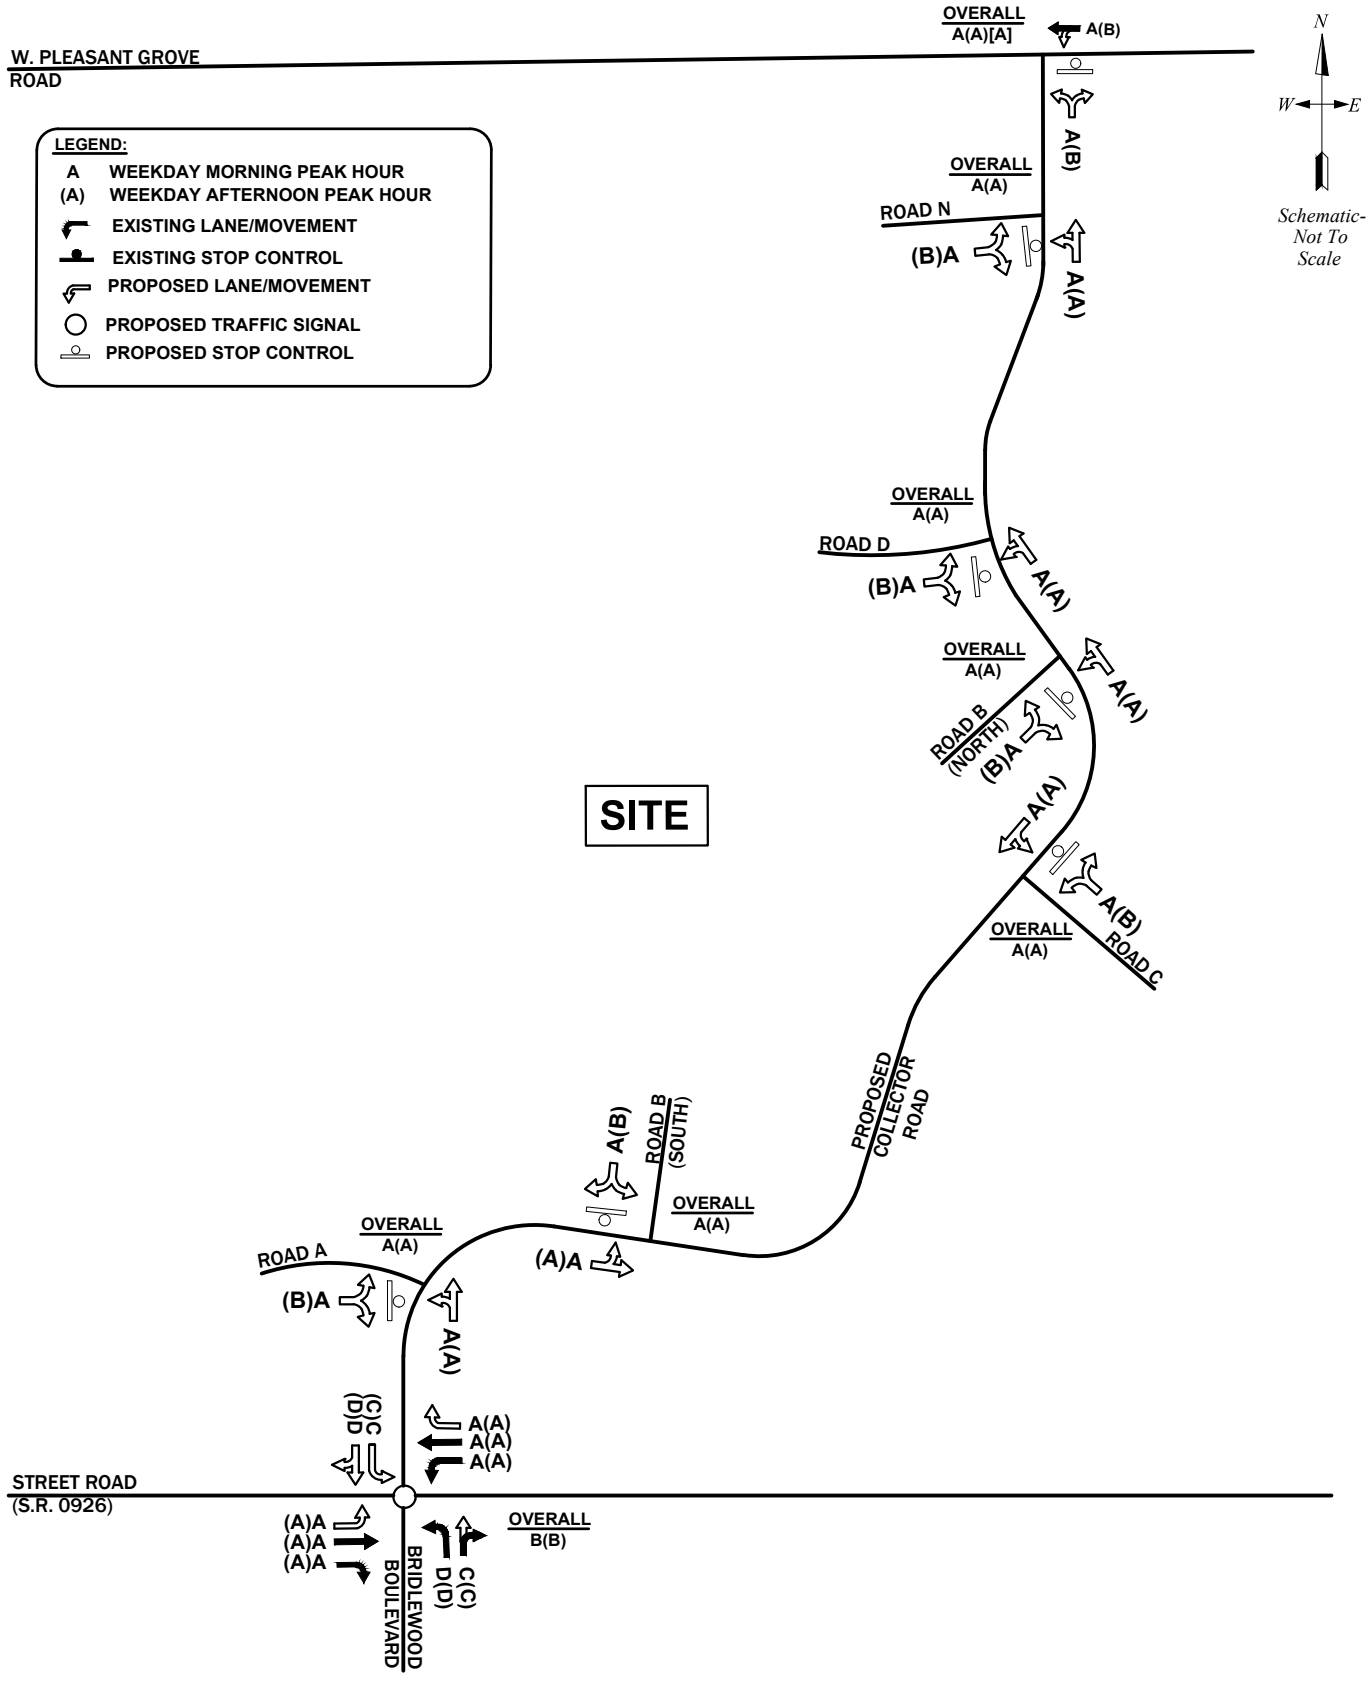 OVERALL
A(A)[A]
A(B)
N
W. PLEASANT GROVE
ROAD
W
E
LEGEND:
A WEEKDAY MORNING PEAK HOUR
(A) WEEKDAY AFTERNOON PEAK HOUR
EXISTING LANE/MOVEMENT
EXISTING STOP CONTROL
PROPOSED LANE/MOVEMENT
PROPOSED TRAFFIC SIGNAL
PROPOSED STOP CONTROL
A(B)
OVERALL
A(A)
Schematic-
Not To
Scale
ROAD N
(B)A
A(A)
OVERALL
A(A)
ROAD D
(B)A
A(A)
OVERALL
A(A)
A(A)
ROAD B
(NORTH)
(B)A
A(A)
SITE
A(B)
OVERALL
A(A)
ROAD C
PROPOSED
COLLECTOR
ROAD
A(B)
ROAD B
(SOUTH)
OVERALL
A(A)
OVERALL
A(A)
ROAD A
(A)A
(B)A
A(A)
(C)C
(D)D
A(A)
A(A)
A(A)
STREET ROAD
(S.R. 0926)
(A)A
(A)A
(A)A
OVERALL
B(B)
D(D)
C(C)
BRIDLEWOOD
BOULEVARD